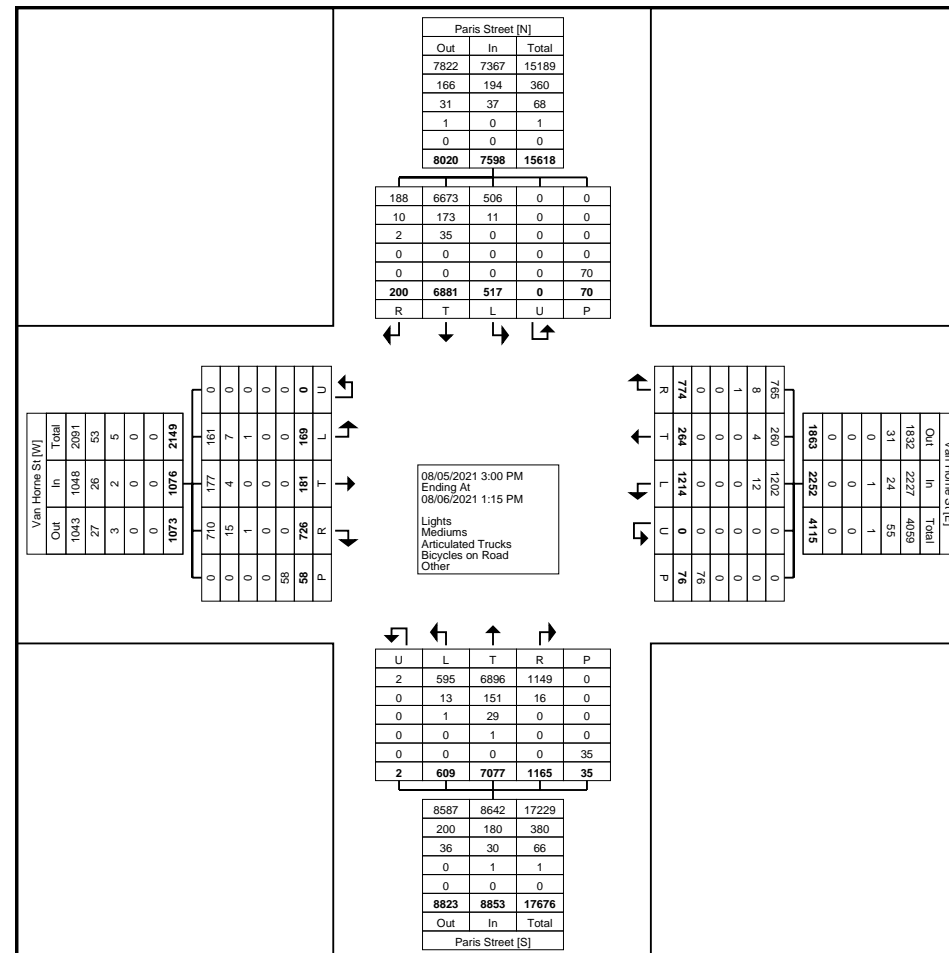 Paris Street [N]
Out In Total
7822 7367 15189
166 194 360
31 37 68
1 0 1
0 0 0
8020 7598 15618
188 6673 506 0 0
10 173 11 0 0
2 35 0 0 0
0 0 0 0 0
0 0 0 0 70
200 6881 517 0 70
R T L U P
Van Horne St [W]
Total In Out
2091 1048 1043
53 26 27
5 2 3
0 0 0
0 0 0
2149 1076 1073
0 161 177 710 0
0 7 4 15 0
0 1 0 1 0
0 0 0 0 0
0 0 0 0 58
0 169 181 726 58
U L T R P
08/05/2021 3:00 PM
Ending At
08/06/2021 1:15 PM
Lights
Mediums
Articulated Trucks
Bicycles on Road
Other
Van Horne St [E]
Out In Total
1832 2227 4059
31 24 55
0 1 1
0 0 0
0 0 0
1863 2252 4115
765 260 1202 0 0
8 4 12 0 0
1 0 0 0 0
0 0 0 0 0
0 0 0 0 76
774 264 1214 0 76
R T L U P
U L T R P
2 595 6896 1149 0
0 13 151 16 0
0 1 29 0 0
0 0 1 0 0
0 0 0 0 35
2 609 7077 1165 35
8587 8642 17229
200 180 380
36 30 66
0 1 1
0 0 0
8823 8853 17676
Out In Total
Paris Street [S]